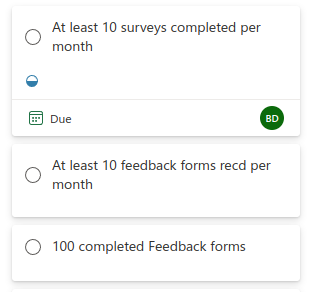 At least 10 surveys completed per
month
Due
BD
At least 10 feedback forms recd per
month
100 completed Feedback forms